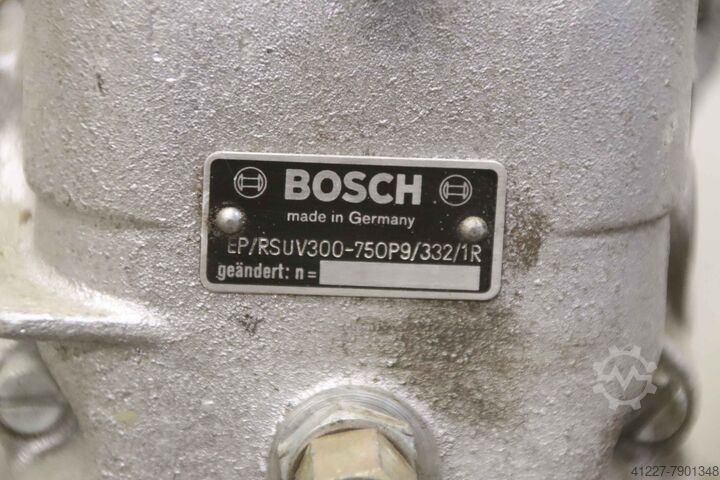 BOSCH
made in Germany
EP/RSUV300-750P9/332/1R
geändert: n=
41227-7901348